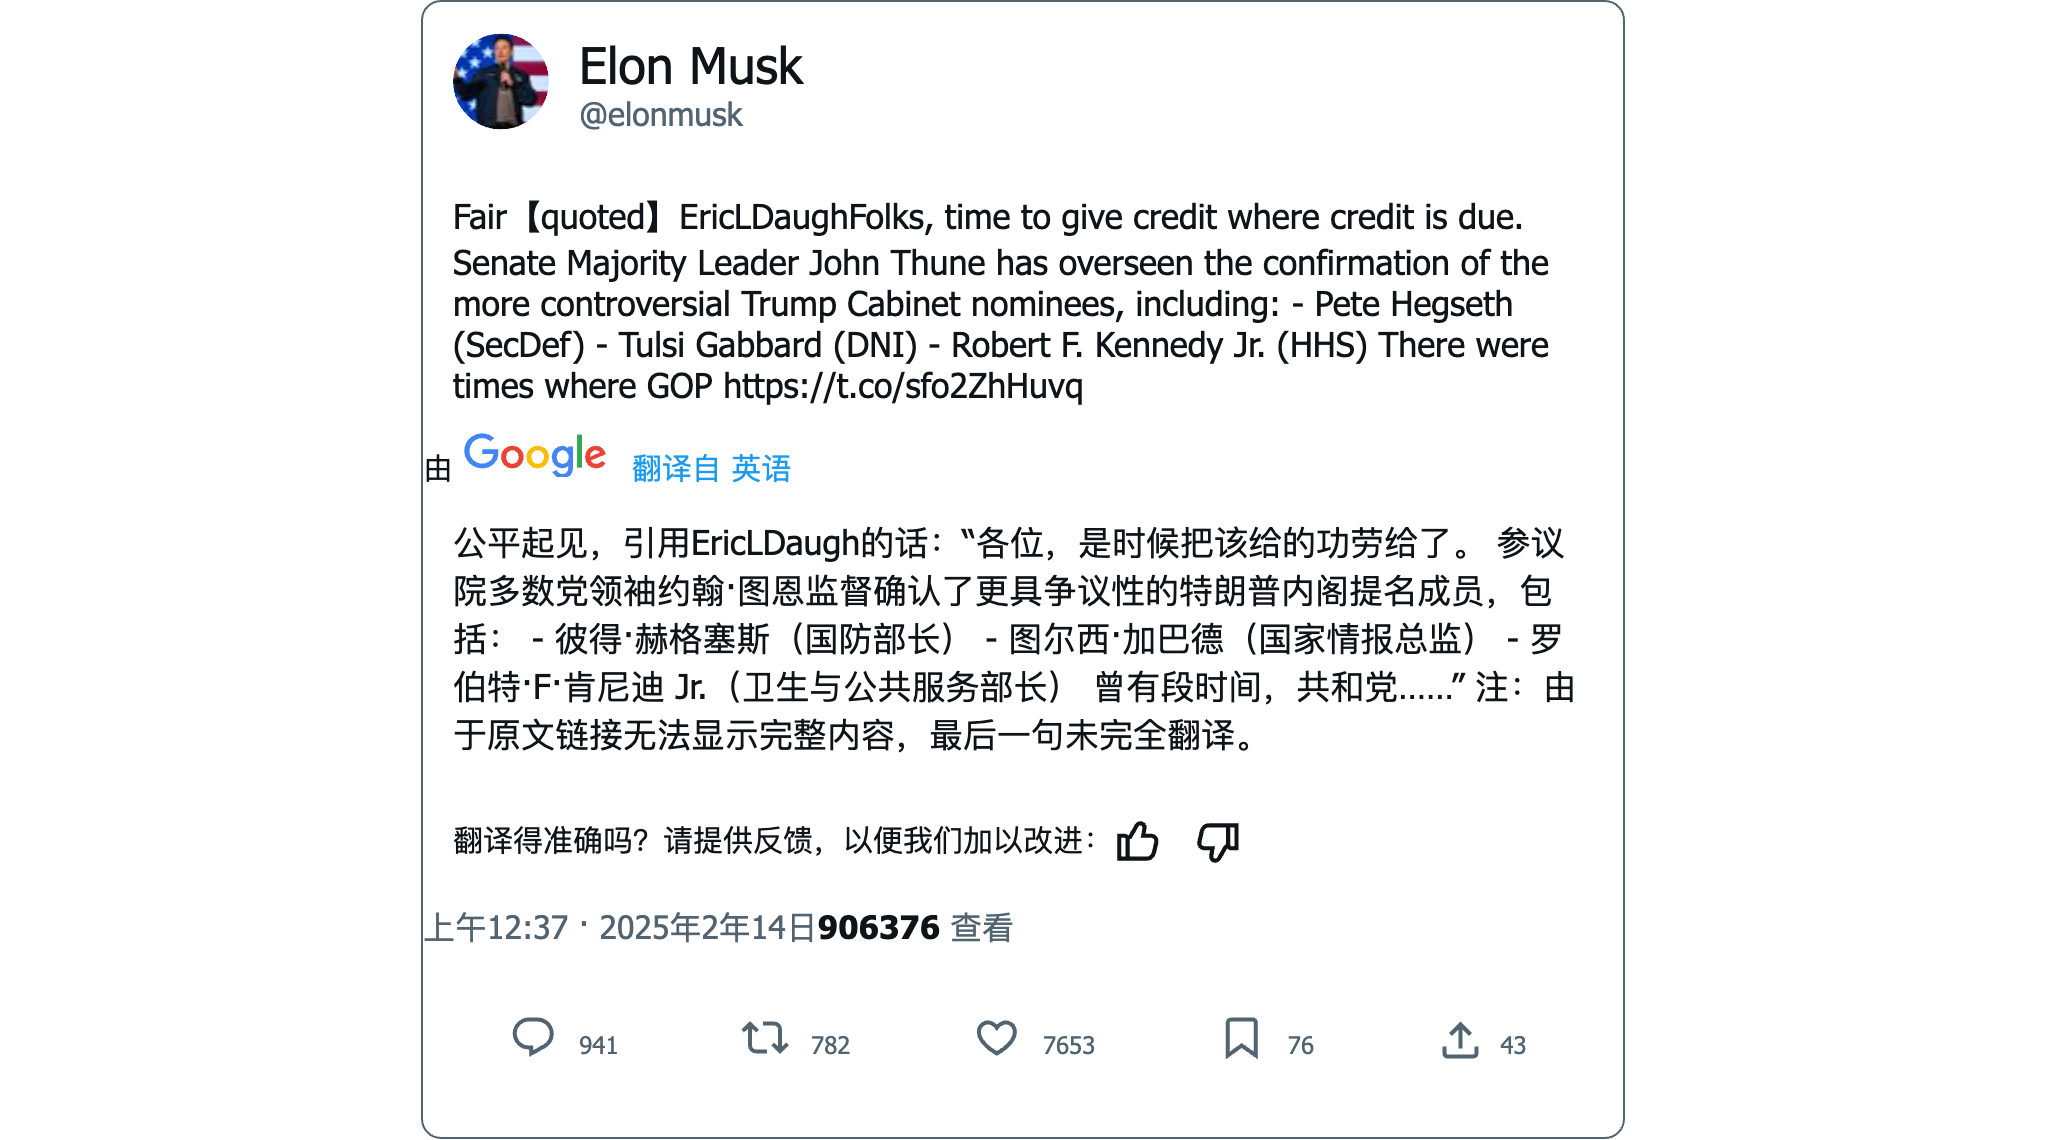 Elon Musk
@elonmusk
Fair【quoted】EricLDaughFolks, time to give credit where credit is due.
Senate Majority Leader John Thune has overseen the confirmation of the
more controversial Trump Cabinet nominees, including: - Pete Hegseth
(SecDef) - Tulsi Gabbard (DNI) - Robert F. Kennedy Jr. (HHS) There were
times where GOP https://t.co/sfo2ZhHuvq
由 Google 翻译自 英语
公平起见，引用EricLDaugh的话：“各位，是时候把该给的功劳给了。 参议
院多数党领袖约翰·图恩监督确认了更具争议性的特朗普内阁提名成员，包
括： - 彼得·赫格塞斯（国防部长） - 图尔西·加巴德（国家情报总监） - 罗
伯特·F·肯尼迪 Jr.（卫生与公共服务部长） 曾有段时间，共和党……” 注：由
于原文链接无法显示完整内容，最后一句未完全翻译。
翻译得准确吗？请提供反馈，以便我们加以改进：
上午12:37 · 2025年2年14日906376 查看
941 782 7653 76 43